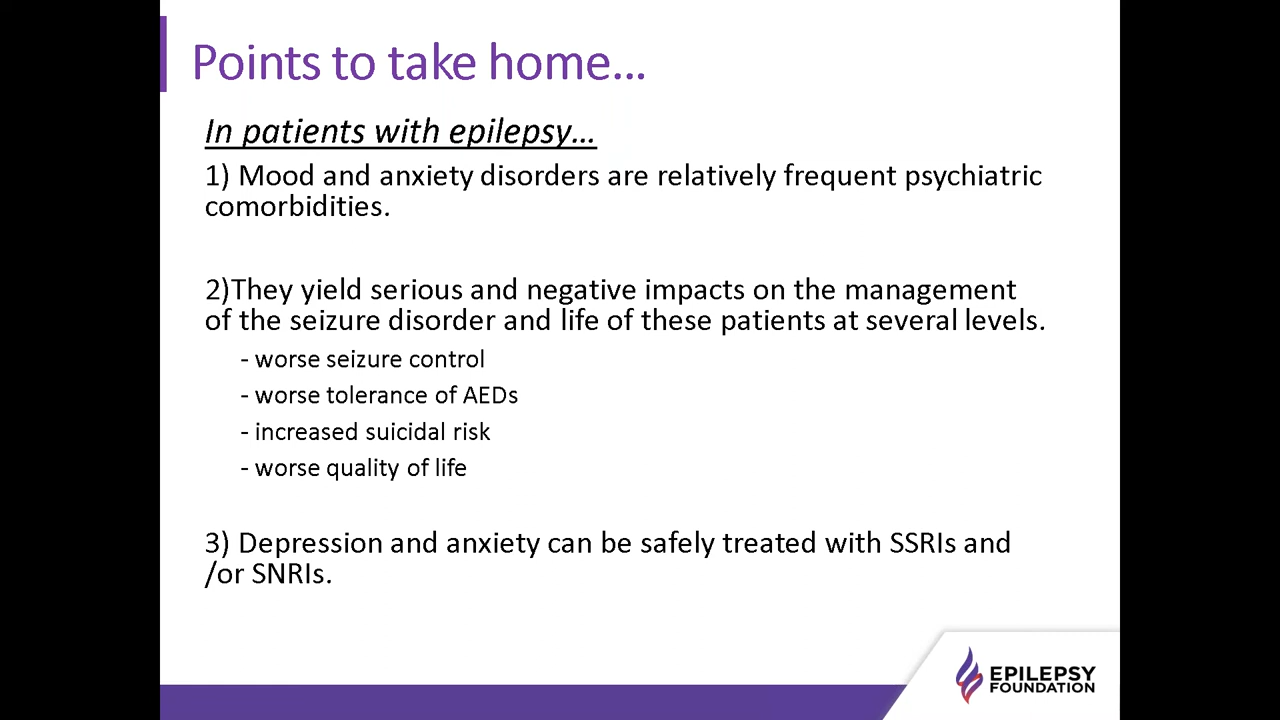 Points to take home...
In patients with epilepsy...
1) Mood and anxiety disorders are relatively frequent psychiatric
comorbidities.
2)They yield serious and negative impacts on the management
of the seizure disorder and life of these patients at several levels.
- worse seizure control
- worse tolerance of AEDs
- increased suicidal risk
- worse quality of life
3) Depression and anxiety can be safely treated with SSRIs and
/or SNRIs.
EPILEPSY
FOUNDATION